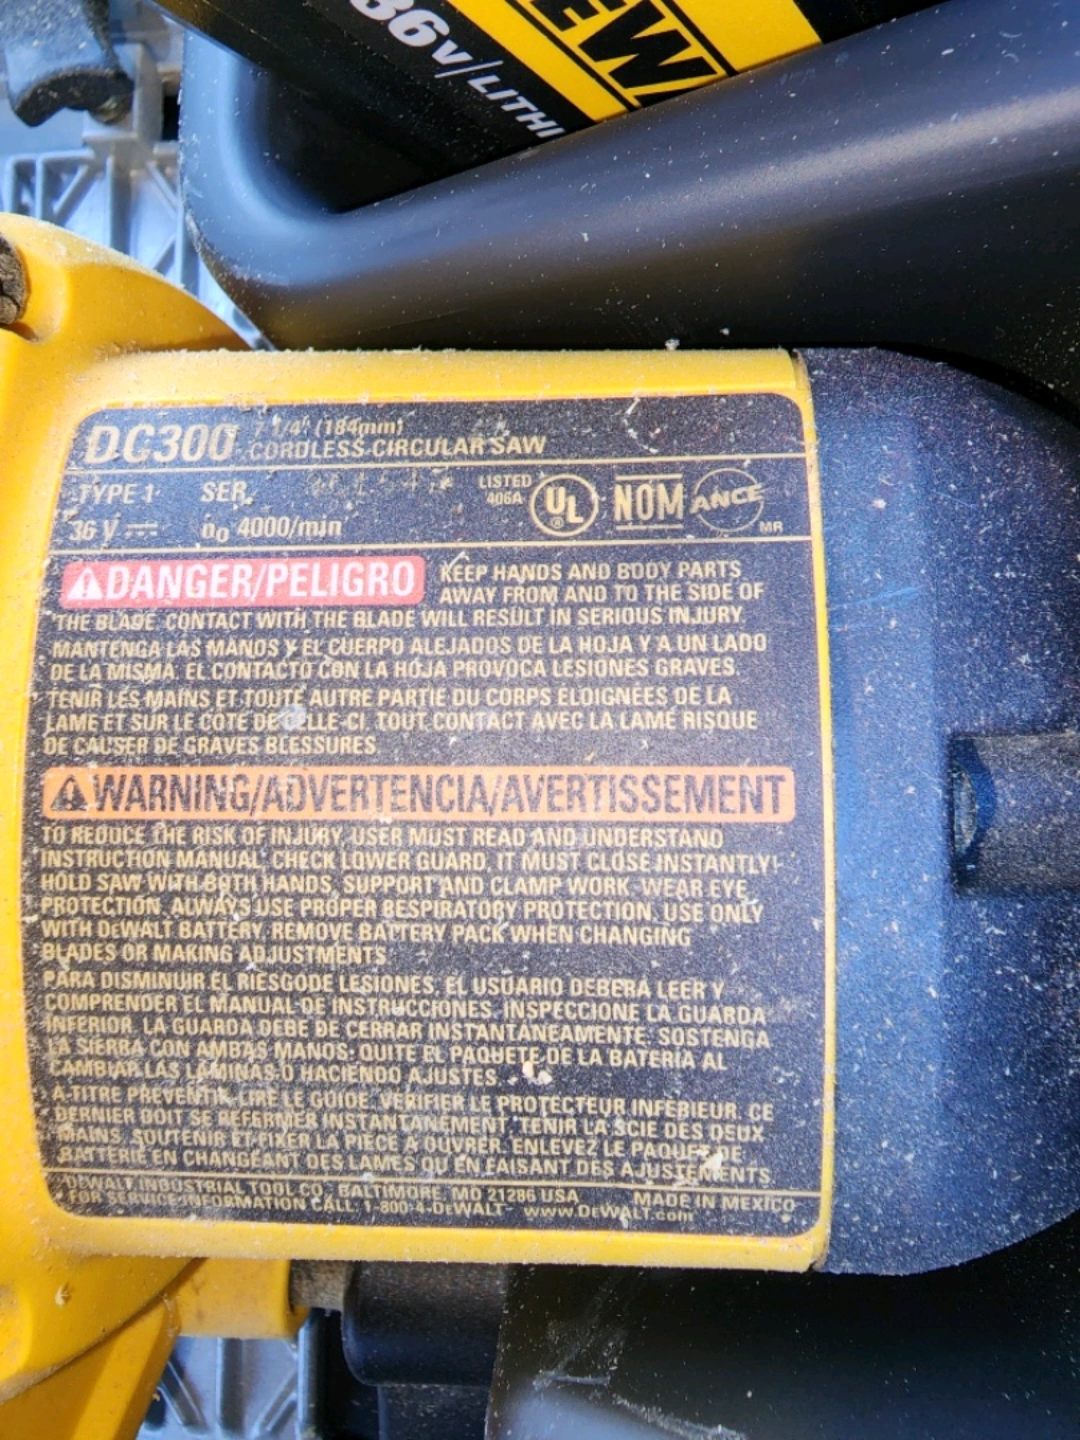 36V/LITHI
DEWA
DC300 7 1/4" (184mm)
CORDLESS CIRCULAR SAW
TYPE 1 SER.
36 V n₀ 4000/min
LISTED
406A
UL
®
NOM
ANCE
MR
DANGER/PELIGRO KEEP HANDS AND BODY PARTS
AWAY FROM AND TO THE SIDE OF
THE BLADE. CONTACT WITH THE BLADE WILL RESULT IN SERIOUS INJURY.
MANTENGA LAS MANOS Y EL CUERPO ALEJADOS DE LA HOJA Y A UN LADO
DE LA MISMA. EL CONTACTO CON LA HOJA PROVOCA LESIONES GRAVES.
TENIR LES MAINS ET TOUTE AUTRE PARTIE DU CORPS ELOIGNEES DE LA
LAME ET SUR LE COTE DE CELLE-CI. TOUT CONTACT AVEC LA LAME RISQUE
DE CAUSER DE GRAVES BLESSURES.
WARNING/ADVERTENCIA/AVERTISSEMENT
TO REDUCE THE RISK OF INJURY, USER MUST READ AND UNDERSTAND
INSTRUCTION MANUAL. CHECK LOWER GUARD. IT MUST CLOSE INSTANTLY!
HOLD SAW WITH BOTH HANDS. SUPPORT AND CLAMP WORK. WEAR EYE
PROTECTION. ALWAYS USE PROPER RESPIRATORY PROTECTION. USE ONLY
WITH DEWALT BATTERY. REMOVE BATTERY PACK WHEN CHANGING
BLADES OR MAKING ADJUSTMENTS.
PARA DISMINUIR EL RIESGODE LESIONES, EL USUARIO DEBERA LEER Y
COMPRENDER EL MANUAL DE INSTRUCCIONES. INSPECCIONE LA GUARDA
INFERIOR. LA GUARDA DEBE DE CERRAR INSTANTANEAMENTE. SOSTENGA
LA SIERRA CON AMBAS MANOS. QUITE EL PAQUETE DE LA BATERIA AL
CAMBIAR LAS LAMINAS O HACIENDO AJUSTES.
A TITRE PREVENTIF, LIRE LE GUIDE. VERIFIER LE PROTECTEUR INFERIEUR. CE
DERNIER DOIT SE REFERMER INSTANTANEMENT. TENIR LA SCIE DES DEUX
MAINS. SOUTENIR ET FIXER LA PIECE A OUVRER. ENLEVEZ LE PAQUET DE
BATTERIE EN CHANGEANT DES LAMES OU EN FAISANT DES AJUSTEMENTS.
DEWALT INDUSTRIAL TOOL CO., BALTIMORE, MD 21286 USA MADE IN MEXICO
FOR SERVICE INFORMATION CALL 1-800-4-DEWALT www.DEWALT.com